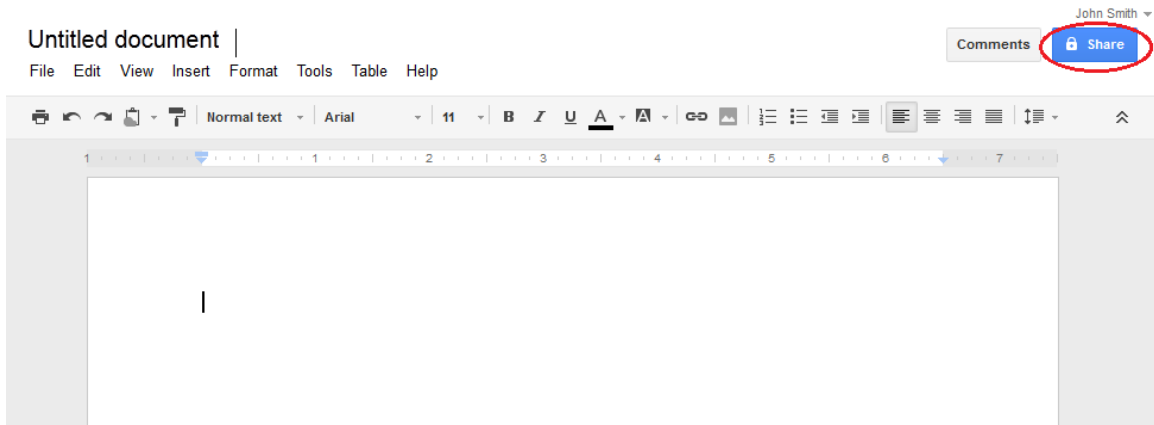 John Smith
Untitled document
Comments Share
File Edit View Insert Format Tools Table Help
Normal text Arial 11 B I U A A
1 1 2 3 4 5 6 7